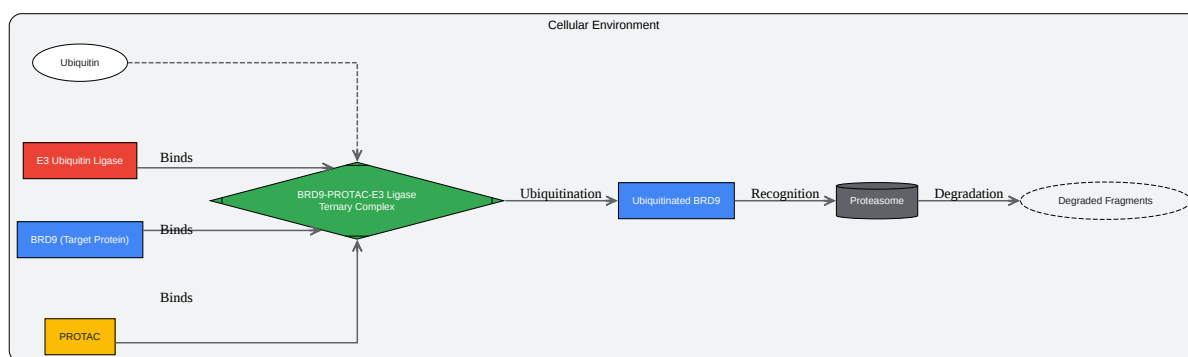 Cellular Environment
Ubiquitin
E3 Ubiquitin Ligase
Binds
BRD9-PROTAC-E3 Ligase
Ternary Complex
Ubiquitination
Ubiquitinated BRD9
Recognition
Proteasome
Degradation
Degraded Fragments
BRD9 (Target Protein)
Binds
Binds
PROTAC